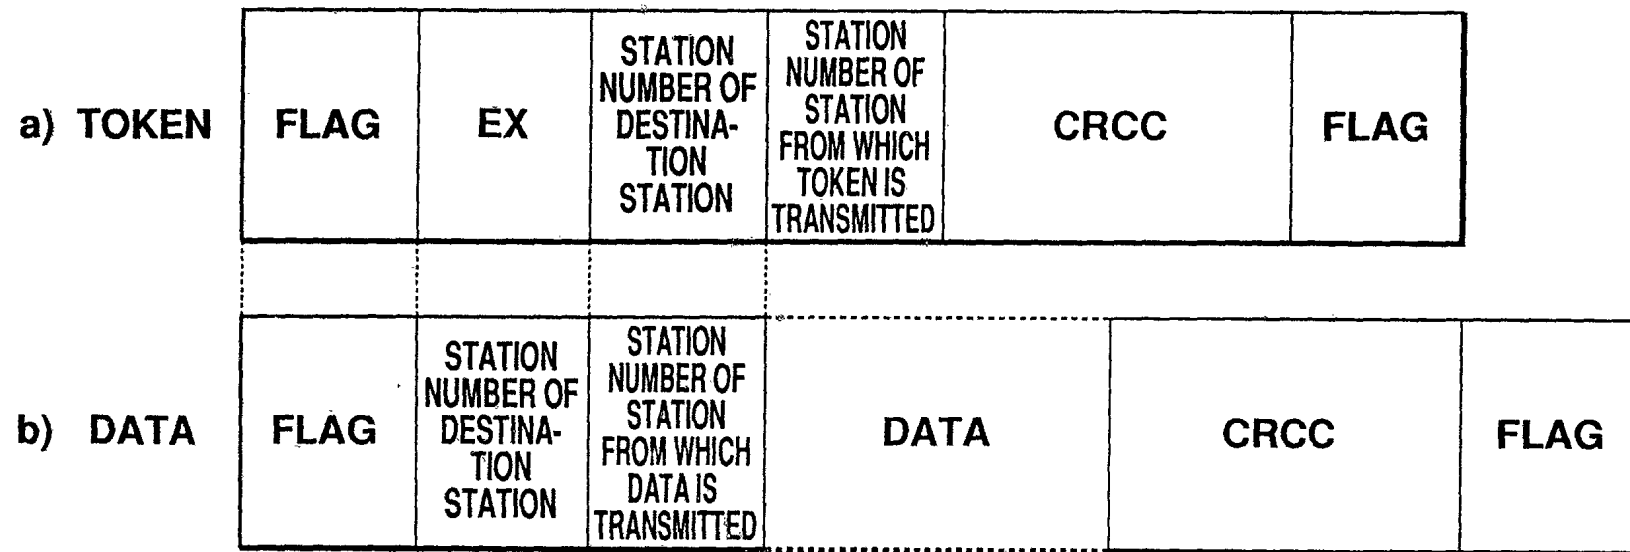 a) TOKEN
FLAG
EX
STATION
NUMBER OF
DESTINA-
TION
STATION
STATION
NUMBER OF
STATION
FROM WHICH
TOKEN IS
TRANSMITTED
CRCC
FLAG
b) DATA
FLAG
STATION
NUMBER OF
DESTINA-
TION
STATION
STATION
NUMBER OF
STATION
FROM WHICH
DATA IS
TRANSMITTED
DATA
CRCC
FLAG